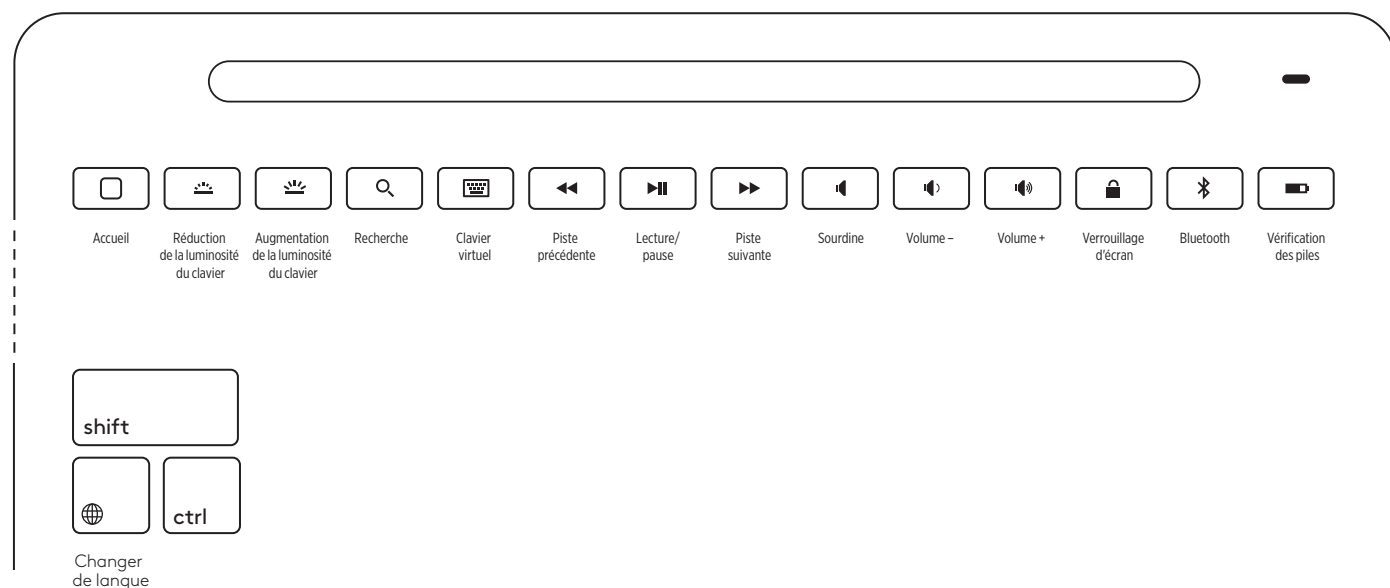 Accueil
Réduction
de la luminosité
du clavier
Augmentation
de la luminosité
du clavier
Recherche
Clavier
virtuel
Piste
précédente
Lecture/
pause
Piste
suivante
Sourdine
Volume –
Volume +
Verrouillage
d'écran
Bluetooth
Vérification
des piles
shift
ctrl
Changer
de langue